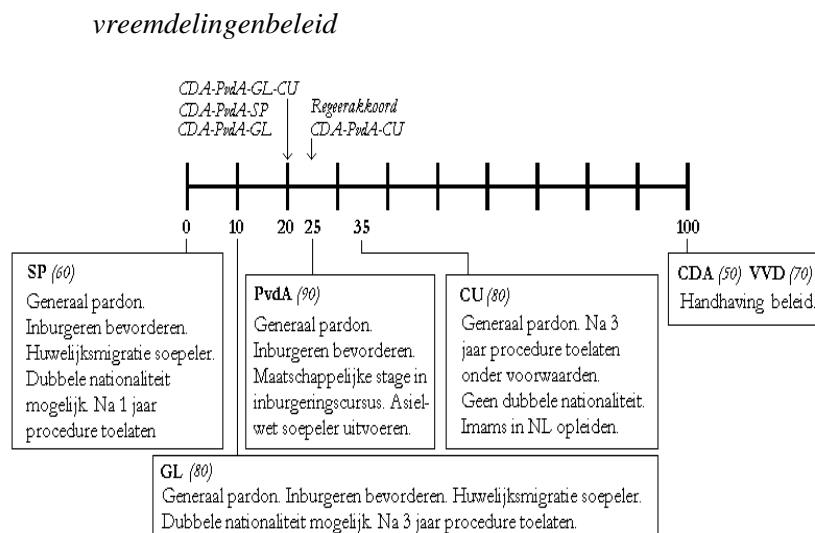 vreemdelingenbeleid
CDA-PvdA-GL-CU
CDA-PvdA-SP
CDA-PvdA-GL
Regeerakkoord
CDA-PvdA-CU
0
10
20
25
35
100
SP (60)
Generaal pardon.
Inburgeren bevorderen.
Huwelijksmigratie soepeler.
Dubbele nationaliteit
mogelijk. Na 1 jaar
procedure toelaten
PvdA (90)
Generaal pardon.
Inburgeren bevorderen.
Maatschappelijke stage in
inburgeringscursus. Asiel-
wet soepeler uitvoeren.
CU (80)
Generaal pardon. Na 3
jaar procedure toelaten
onder voorwaarden.
Geen dubbele nationaliteit.
Imams in NL opleiden.
CDA (50) VVD (70)
Handhaving beleid.
GL (80)
Generaal pardon. Inburgeren bevorderen. Huwelijksmigratie soepeler.
Dubbele nationaliteit mogelijk. Na 3 jaar procedure toelaten.